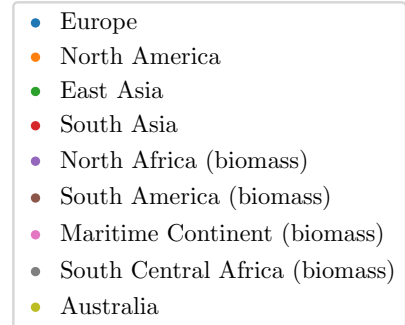 Europe
North America
East Asia
South Asia
North Africa (biomass)
South America (biomass)
Maritime Continent (biomass)
South Central Africa (biomass)
Australia